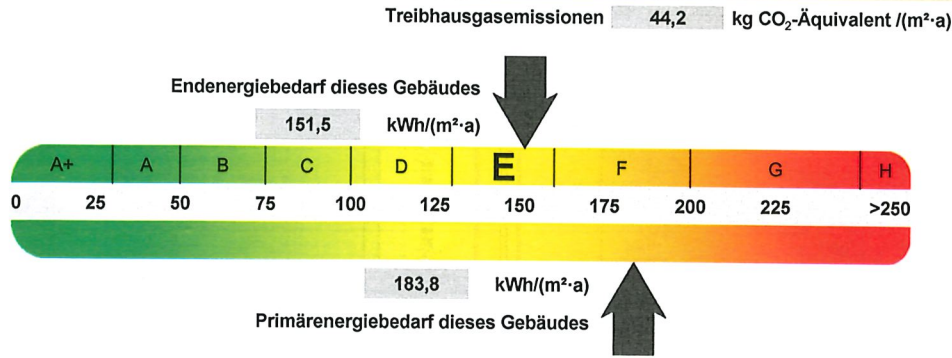 Treibhausgasemissionen 44,2 kg CO₂-Äquivalent /(m²·a)
Endenergiebedarf dieses Gebäudes
151,5 kWh/(m²·a)
A+ A B C D E F G H
0 25 50 75 100 125 150 175 200 225 >250
183,8 kWh/(m²·a)
Primärenergiebedarf dieses Gebäudes